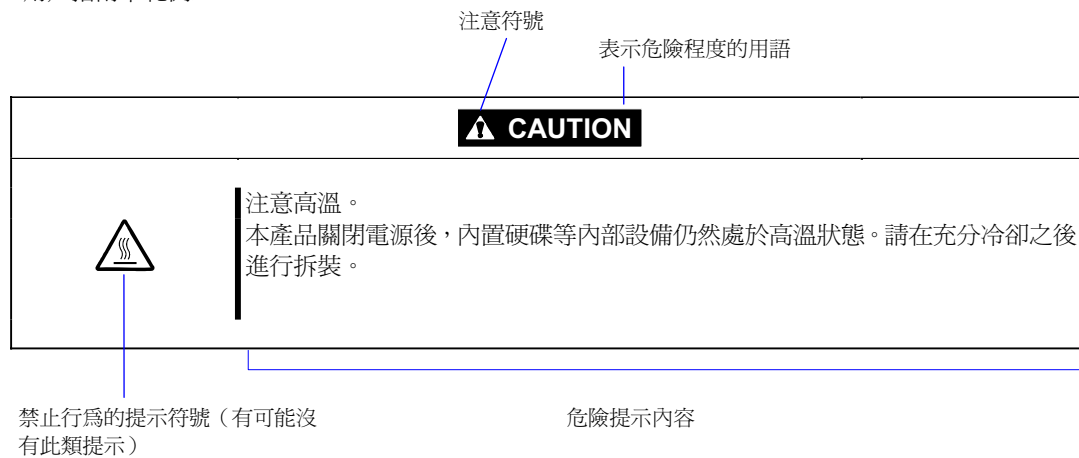 注意符號
表示危險程度的用語
CAUTION
注意高溫。
本產品關閉電源後，內置硬碟等內部設備仍然處於高溫狀態。請在充分冷卻之後
進行拆裝。
禁止行爲的提示符號（有可能沒
有此類提示）
危險提示內容